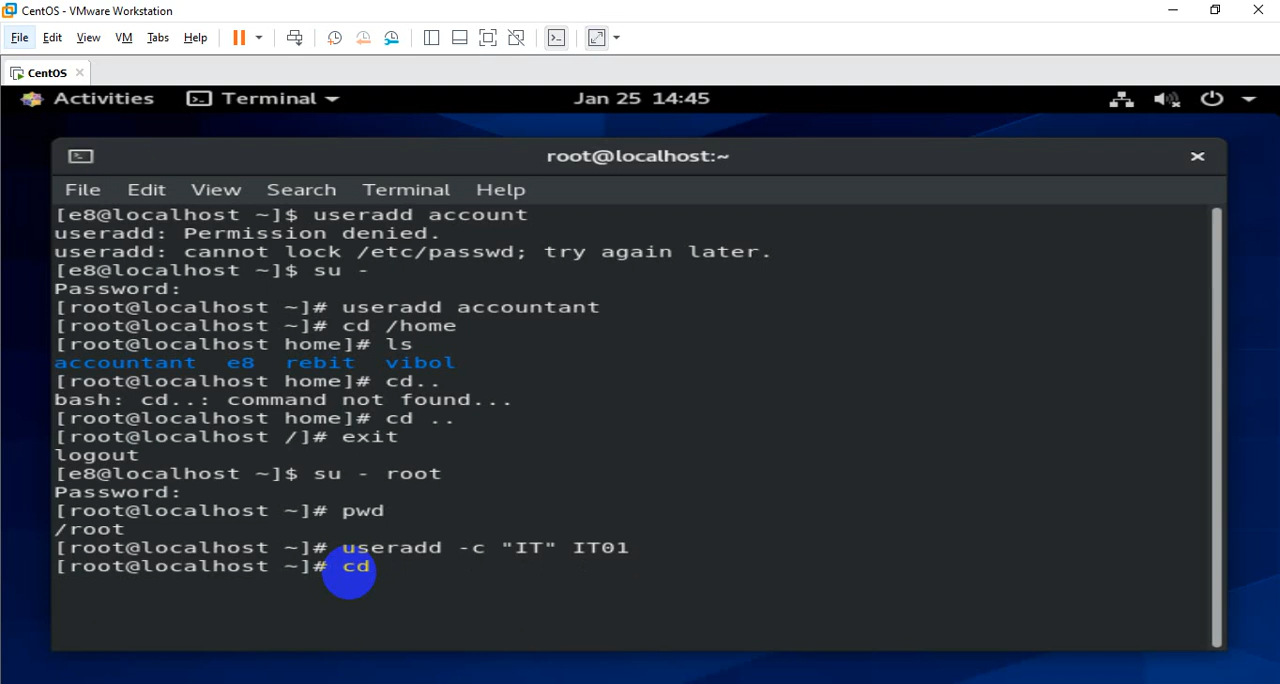 CentOS - VMware Workstation
File Edit View VM Tabs Help
CentOS
Activities Terminal Jan 25 14:45
root@localhost:~
File Edit View Search Terminal Help
[e8@localhost ~]$ useradd account
useradd: Permission denied.
useradd: cannot lock /etc/passwd; try again later.
[e8@localhost ~]$ su -
Password:
[root@localhost ~]# useradd accountant
[root@localhost ~]# cd /home
[root@localhost home]# ls
accountant e8 rebit vibol
[root@localhost home]# cd..
bash: cd..: command not found...
[root@localhost home]# cd ..
[root@localhost /]# exit
logout
[e8@localhost ~]$ su - root
Password:
[root@localhost ~]# pwd
/root
[root@localhost ~]# useradd -c "IT" IT01
[root@localhost ~]# cd